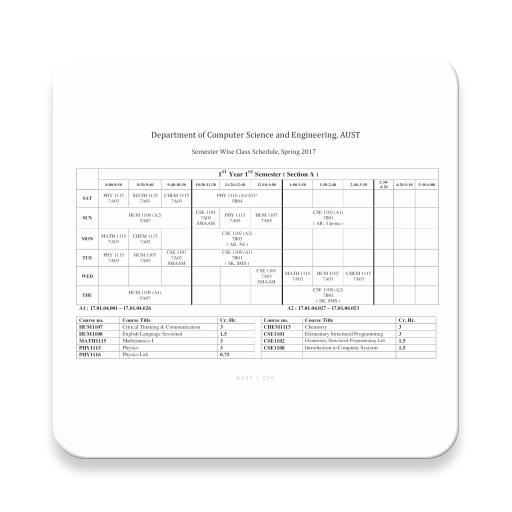 Department of Computer Science and Engineering, AUST
Semester Wise Class Schedule, Spring 2017
1ST Year 1ST Semester ( Section A )
8:00-8:50 8:50-9:40 9:40-10:30 10:30-11:20 11:20-12:10 12:10-1:00 1:00-1:50 1:50-2:40 2:40-3:30 3:30-4:20 4:20-5:10 5:10-6:00
SAT PHY 1115 7A03 MATH 1115 7A03 CHEM 1115 7A03 PHY 1116 (A1/A2)* 5B04
SUN HUM 1108 (A2) 5A07 CSE 1101 7A05 SMAAM PHY 1115 7A05 HUM 1107 7A05 CSE 1102 (A1) 7B01 ( AR , Upoma )
MON MATH 1115 7A03 CHEM 1115 7A03 CSE 1102 (A2) 7B03 ( AR, AS )
TUE PHY 1115 7A03 HUM 1107 7A03 CSE 1101 7A03 SMAAM CSE 1108 (A1) 7B01 ( SK, SMS )
WED CSE 1101 7A03 SMAAM MATH 1115 7A03 HUM 1107 7A03 CHEM 1115 7A03
THU HUM 1108 (A1) 5A07 CSE 1108 (A2) 7B01 ( SK, SMS )
A1 : 17.01.04.001 – 17.01.04.026 A2 : 17.01.04.027 – 17.01.04.053
Course no. Course Title Cr. Hr. Course no. Course Title Cr. Hr.
HUM1107 Critical Thinking & Communication 3 CHEM1115 Chemistry 3
HUM1108 English Language Sessional 1.5 CSE1101 Elementary Structured Programming 3
MATH1115 Mathematics-I 3 CSE1102 Elementary Structured Programming Lab 1.5
PHY1115 Physics 3 CSE1108 Introduction to Computer Systems 1.5
PHY1116 Physics Lab 0.75
AUST | CSE